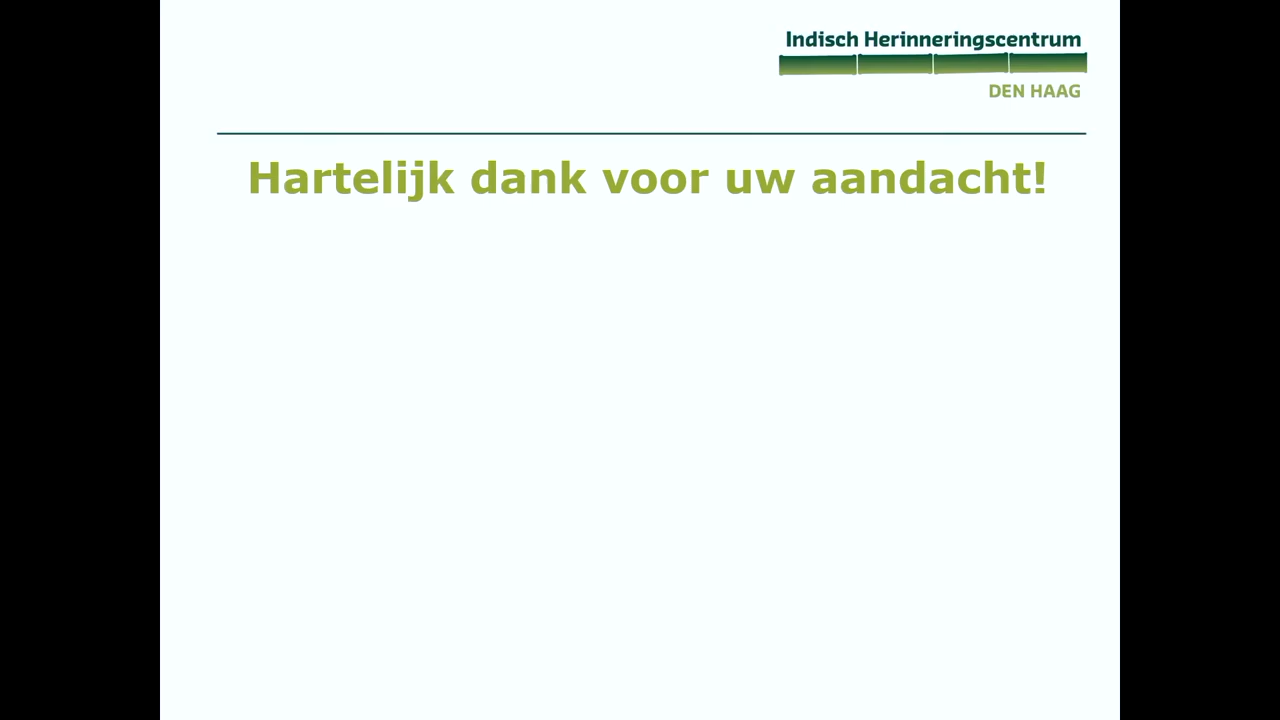 Indisch Herinneringscentrum
DEN HAAG
Hartelijk dank voor uw aandacht!